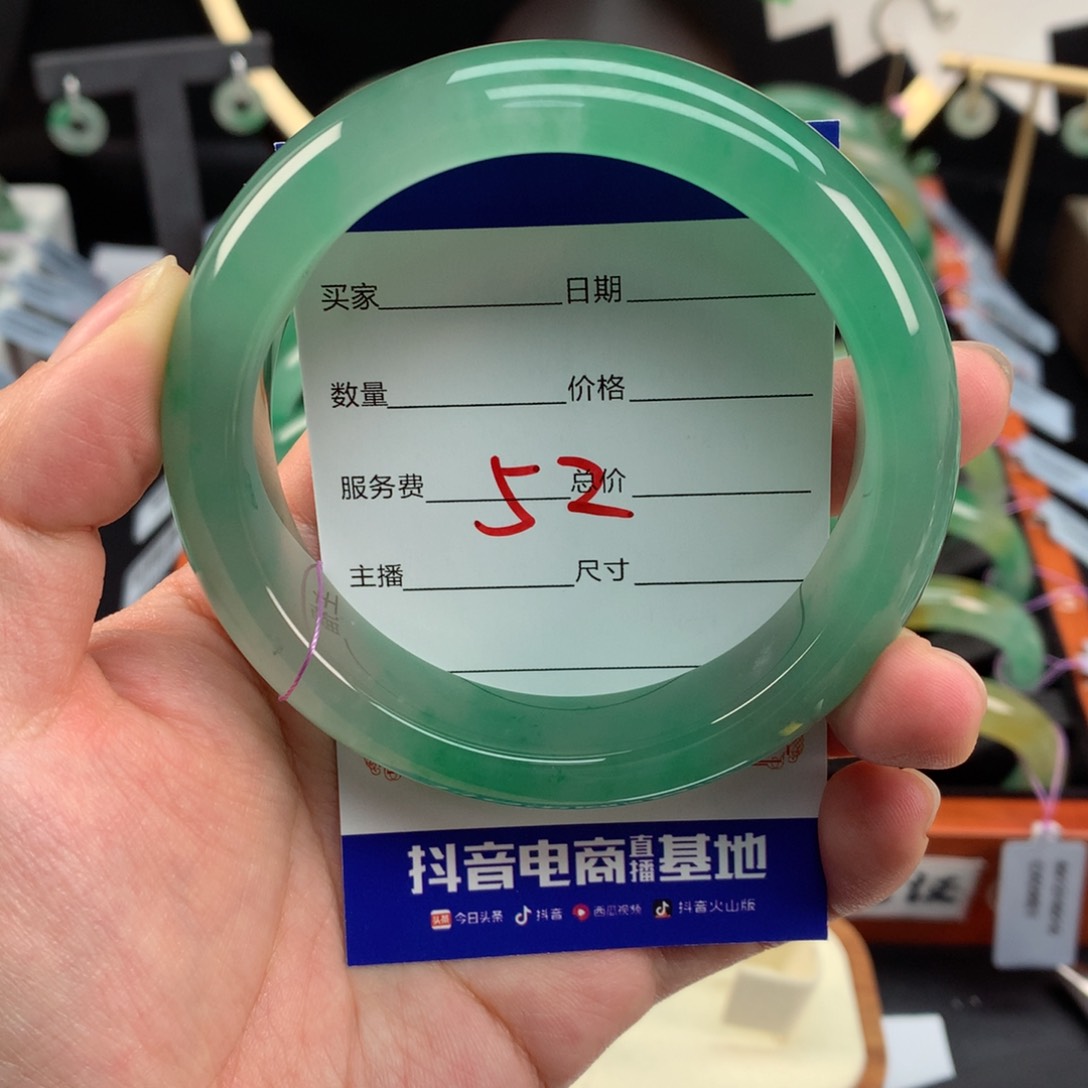 买家 日期
数量 价格
服务费 52 总价
主播 尺寸
抖音电商直播基地
今日头条 抖音 西瓜视频 抖音火山版
证